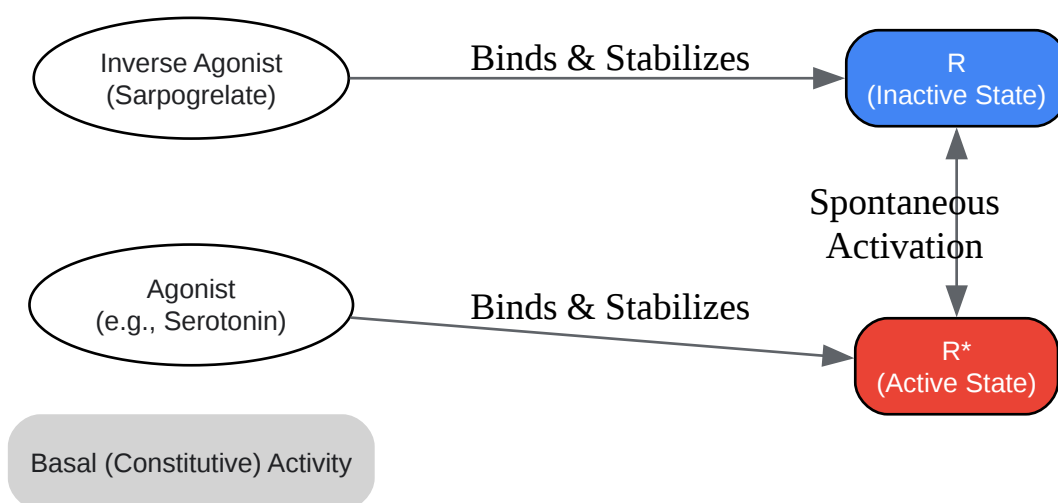 Inverse Agonist
(Sarpogrelate)
Binds & Stabilizes
R
(Inactive State)
Spontaneous
Activation
Agonist
(e.g., Serotonin)
Binds & Stabilizes
R*
(Active State)
Basal (Constitutive) Activity